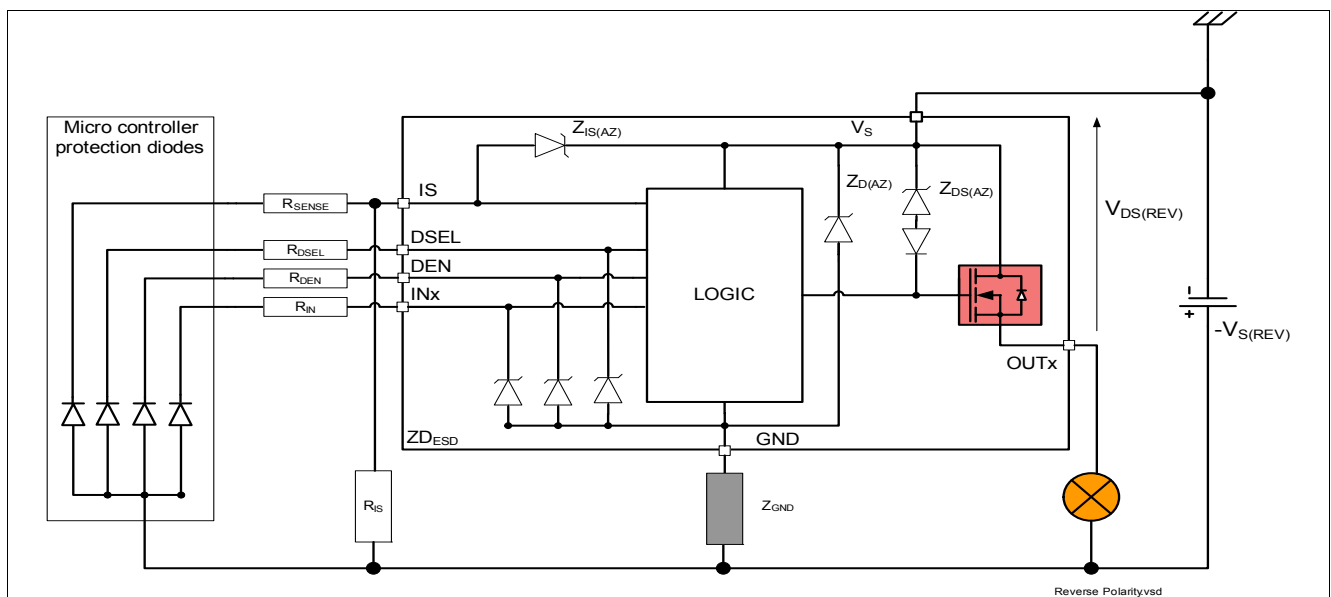 Micro controller
protection diodes
Z_IS(AZ)
V_S
Z_D(AZ)
Z_DS(AZ)
V_DS(REV)
R_SENSE
IS
R_DSEL
DSEL
R_DEN
DEN
R_IN
INx
LOGIC
-
+
-V_S(REV)
OUTx
ZD_ESD
GND
R_IS
Z_GND
Reverse Polarity.vsd